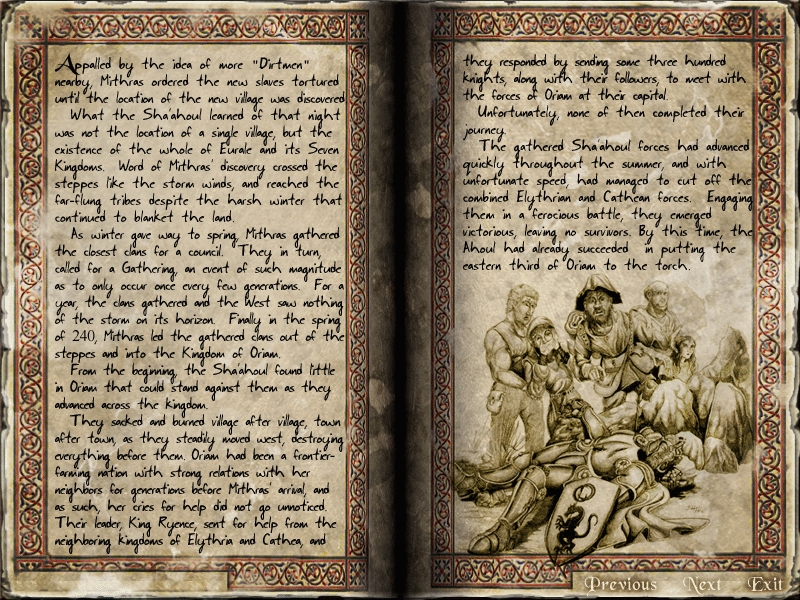 Appalled by the idea of more "Dirtmen"
nearby, Mithras ordered the new slaves tortured
until the location of the new village was discovered
What the Sha'ahoul learned of that night
was not the location of a single village, but the
existence of the whole of Eurale and its Seven
Kingdoms. Word of Mithras' discovery crossed the
steppes like the storm winds, and reached the
far-flung tribes despite the harsh winter that
continued to blanket the land.
As winter gave way to spring, Mithras gathered
the closest clans for a council. They in turn,
called for a Gathering, an event of such magnitude
as to only occur once every few generations. For a
year, the clans gathered and the West saw nothing
of the storm on its horizon. Finally in the spring
of 240, Mithras led the gathered clans out of the
steppes and into the Kingdom of Oriam.
From the beginning, the Sha'ahoul found little
in Oriam that could stand against them as they
advanced across the kingdom.
They sacked and burned village after village, town
after town, as they steadily moved west, destroying
everything before them. Oriam had been a frontier-
farming nation with strong relations with her
neighbors for generations before Mithras' arrival, and
as such, her cries for help did not go unnoticed.
Their leader, King Ryence, sent for help from the
neighboring kingdoms of Elythria and Cathea, and
they responded by sending some three hundred
knights, along with their followers, to meet with
the forces of Oriam at their capital.
Unfortunately, none of then completed their
journey.
The gathered Sha'ahoul forces had advanced
quickly throughout the summer, and with
unfortunate speed, had managed to cut off the
combined Elythrian and Cathean forces. Engaging
them in a ferocious battle, they emerged
victorious, leaving no survivors. By this time, the
Ahoul had already succeeded in putting the
eastern third of Oriam to the torch.
Previous Next Exit